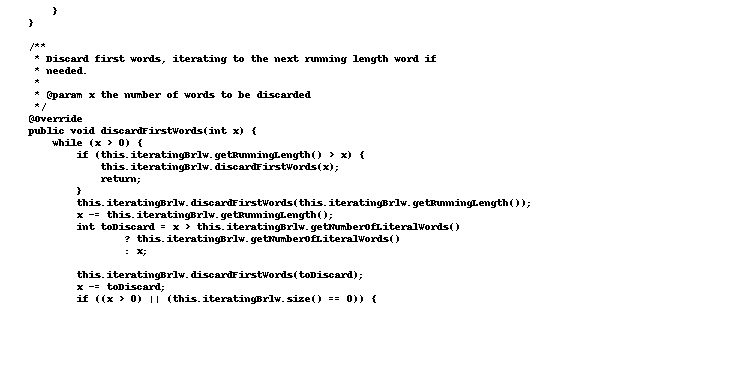 }
    }

    /**
     * Discard first words, iterating to the next running length word if
     * needed.
     *
     * @param x the number of words to be discarded
     */
    @Override
    public void discardFirstWords(int x) {
        while (x > 0) {
            if (this.iteratingBrlw.getRunningLength() > x) {
                this.iteratingBrlw.discardFirstWords(x);
                return;
            }
            this.iteratingBrlw.discardFirstWords(this.iteratingBrlw.getRunningLength());
            x -= this.iteratingBrlw.getRunningLength();
            int toDiscard = x > this.iteratingBrlw.getNumberOfLiteralWords()
                    ? this.iteratingBrlw.getNumberOfLiteralWords()
                    : x;

            this.iteratingBrlw.discardFirstWords(toDiscard);
            x -= toDiscard;
            if ((x > 0) || (this.iteratingBrlw.size() == 0)) {